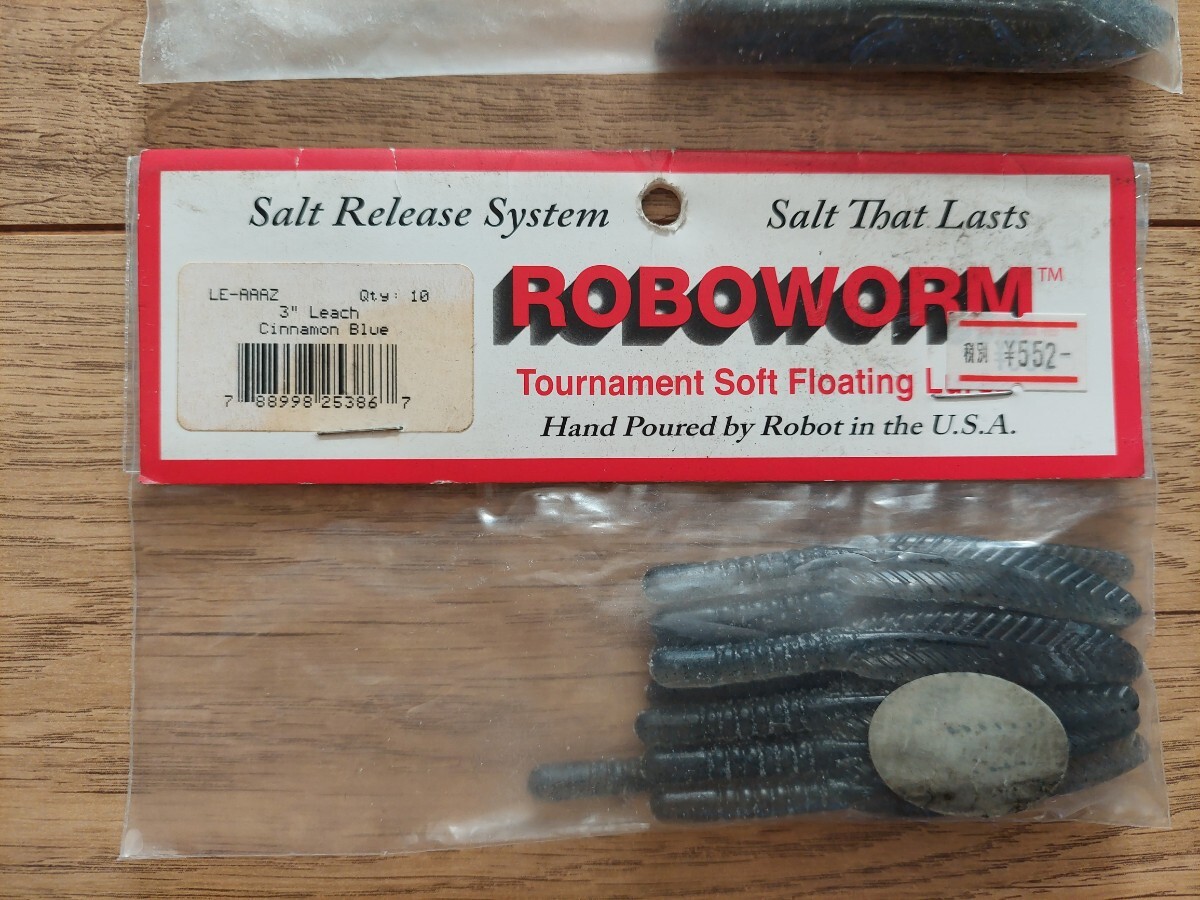 Salt Release System Salt That Lasts
LE-AAAZ Qty: 10
3" Leach
Cinnamon Blue
7 88998 25386 7
ROBOWORM™
税別 ¥552-
Tournament Soft Floating
Hand Poured by Robot in the U.S.A.